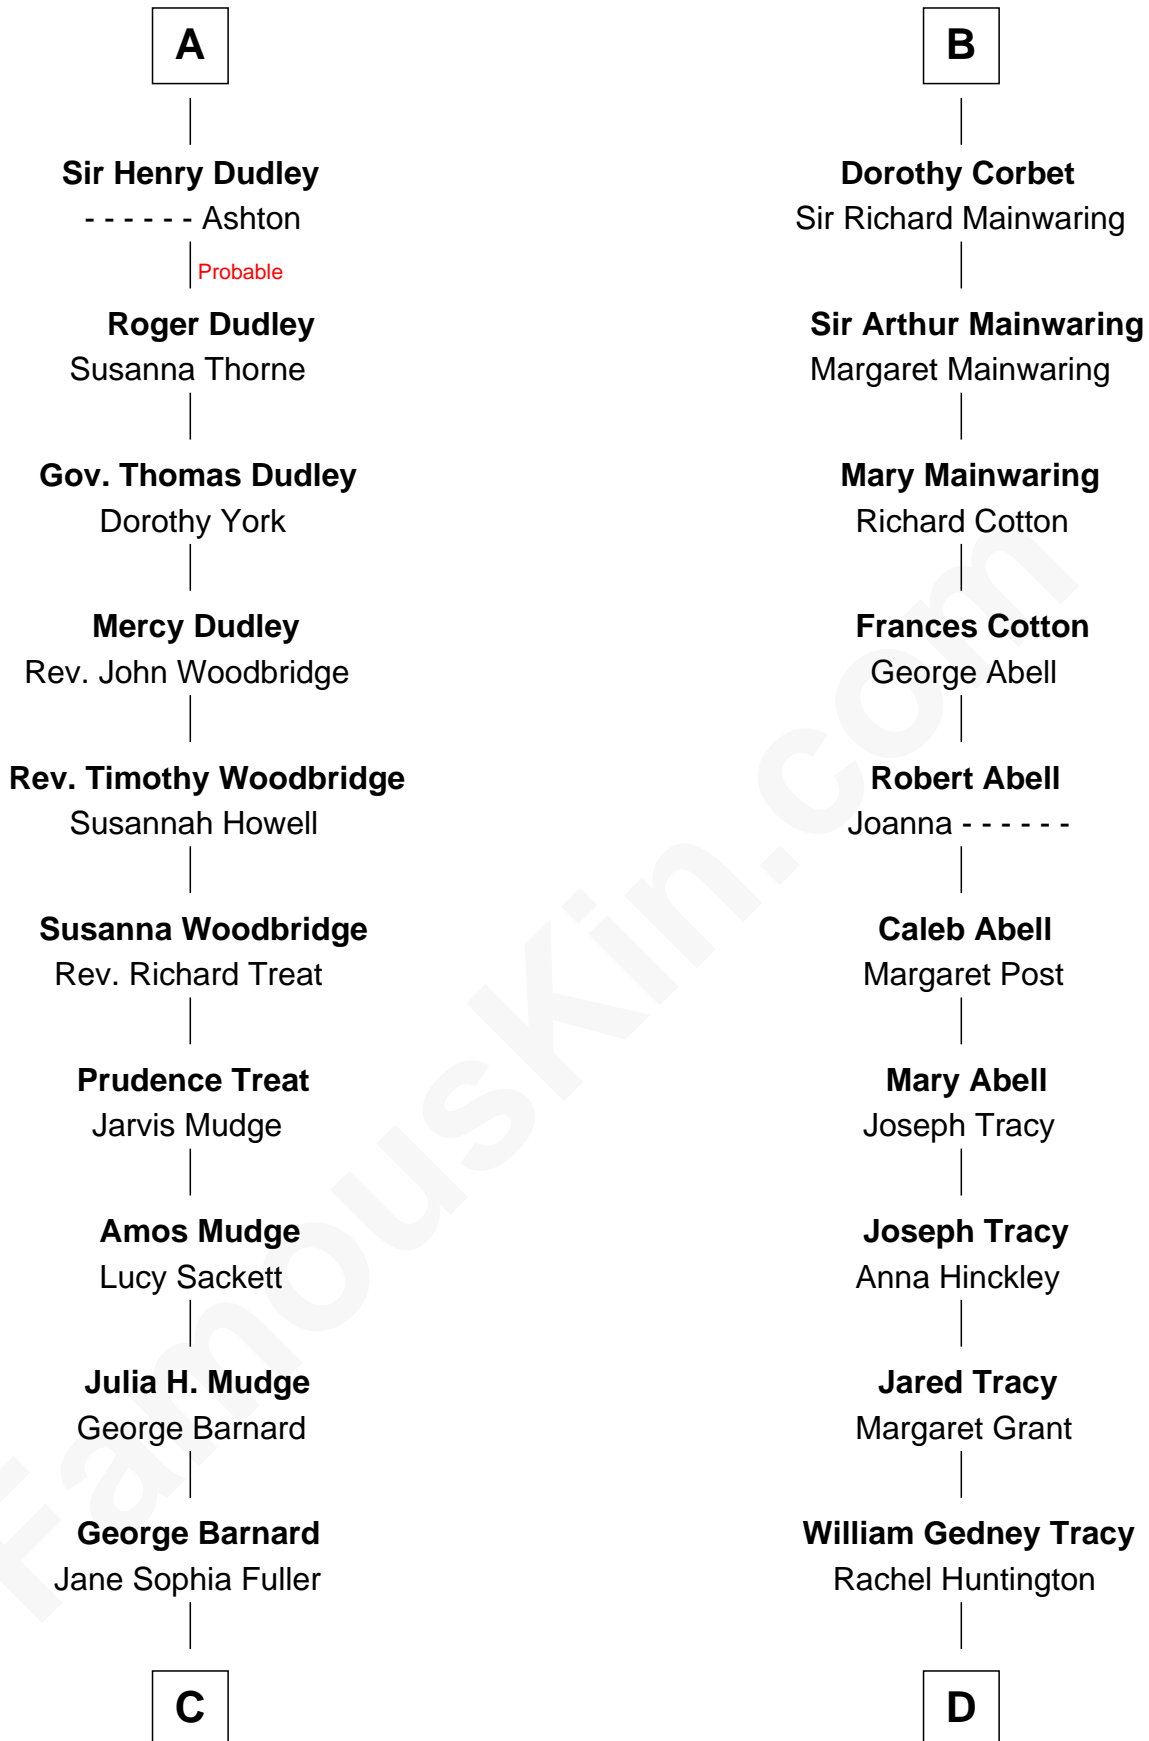 A
Sir Henry Dudley
- - - - - - Ashton
Probable
Roger Dudley
Susanna Thorne
Gov. Thomas Dudley
Dorothy York
Mercy Dudley
Rev. John Woodbridge
Rev. Timothy Woodbridge
Susannah Howell
Susanna Woodbridge
Rev. Richard Treat
Prudence Treat
Jarvis Mudge
Amos Mudge
Lucy Sackett
Julia H. Mudge
George Barnard
George Barnard
Jane Sophia Fuller
C
B
Dorothy Corbet
Sir Richard Mainwaring
Sir Arthur Mainwaring
Margaret Mainwaring
Mary Mainwaring
Richard Cotton
Frances Cotton
George Abell
Robert Abell
Joanna - - - - - -
Caleb Abell
Margaret Post
Mary Abell
Joseph Tracy
Joseph Tracy
Anna Hinckley
Jared Tracy
Margaret Grant
William Gedney Tracy
Rachel Huntington
D
FamousKin.com